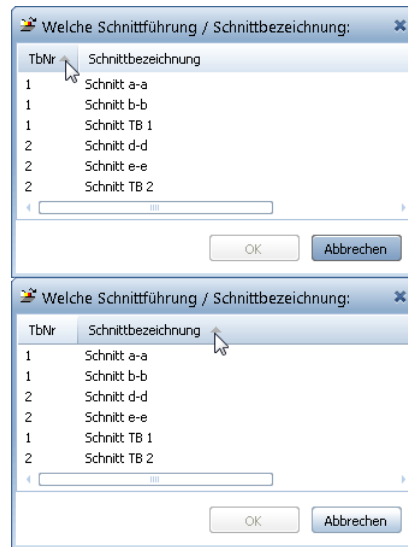 Welche Schnittführung / Schnittbezeichnung:
TbNr Schnittbezeichnung
1 Schnitt a-a
1 Schnitt b-b
1 Schnitt TB 1
2 Schnitt d-d
2 Schnitt e-e
2 Schnitt TB 2
OK Abbrechen
Welche Schnittführung / Schnittbezeichnung:
TbNr Schnittbezeichnung
1 Schnitt a-a
1 Schnitt b-b
2 Schnitt d-d
2 Schnitt e-e
1 Schnitt TB 1
2 Schnitt TB 2
OK Abbrechen